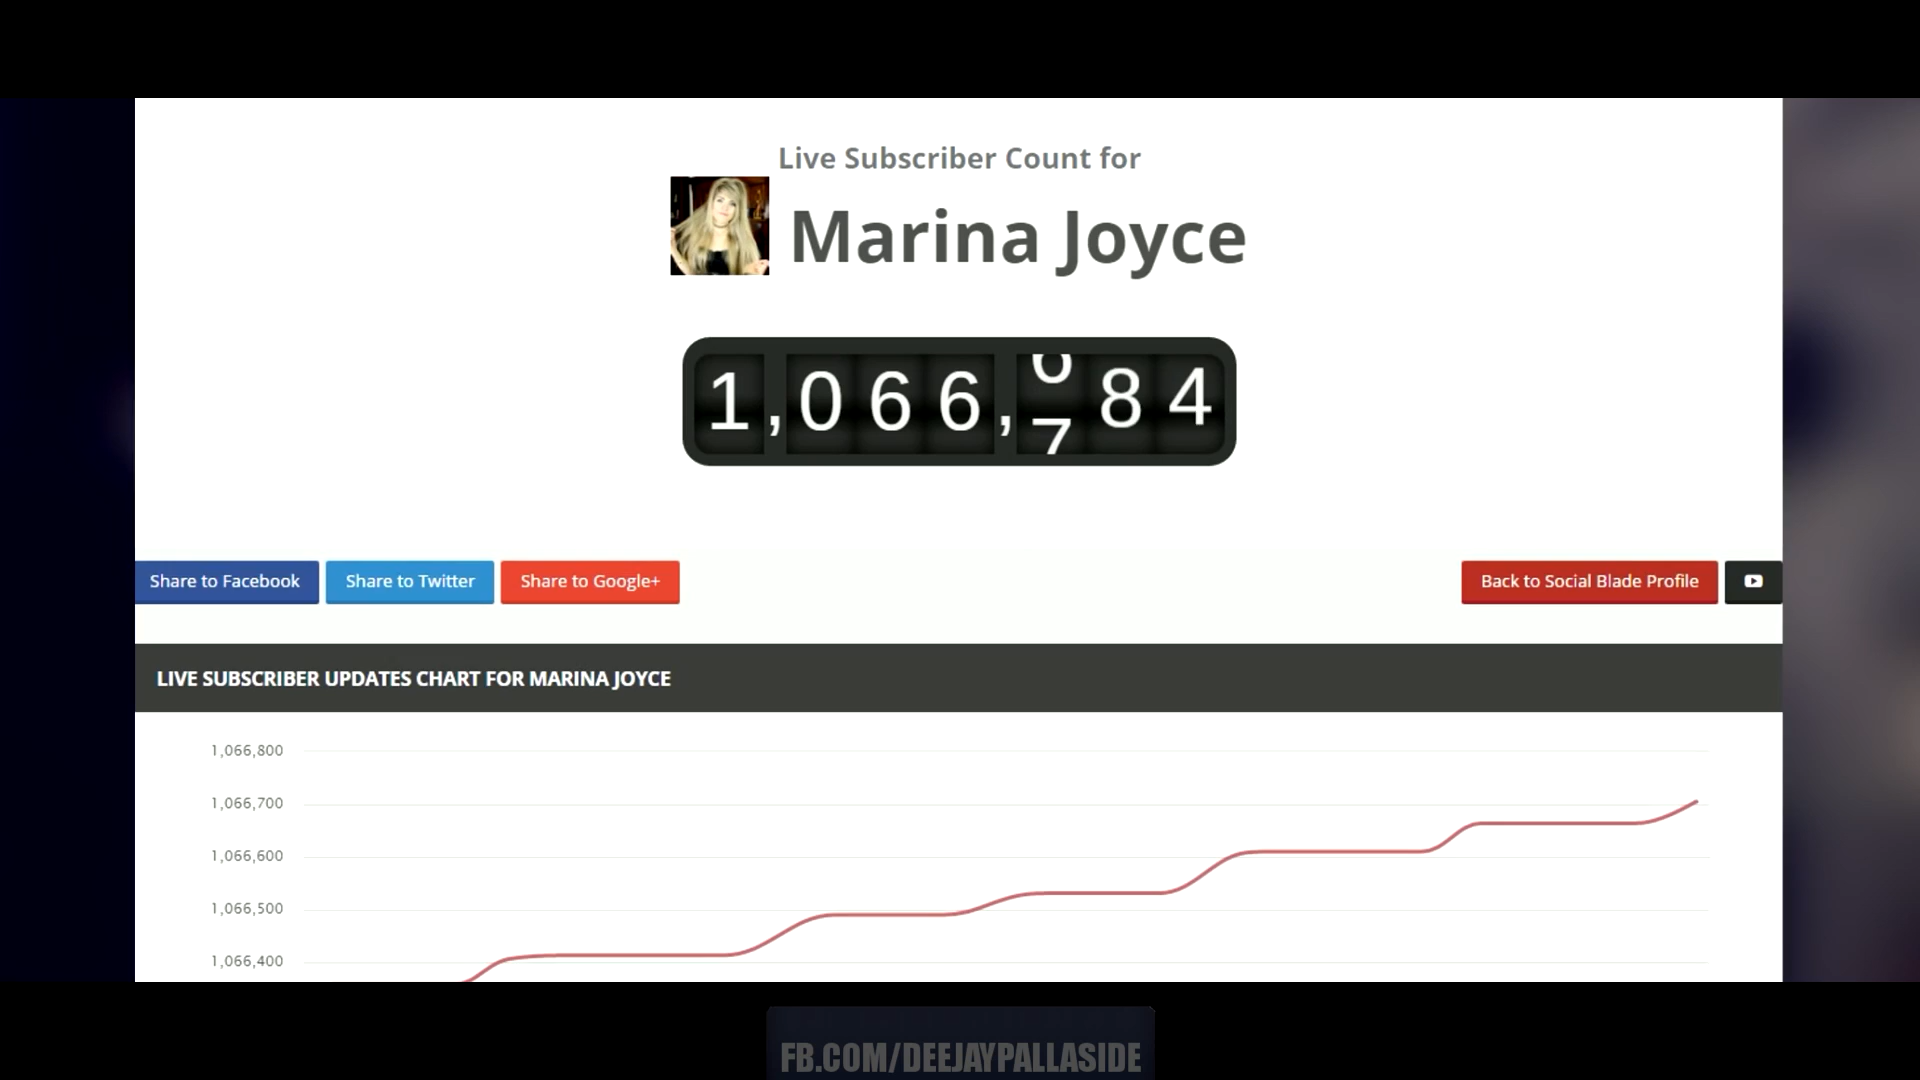 Live Subscriber Count for
Marina Joyce
1,066, 84
Share to Facebook
Share to Twitter
Share to Google+
Back to Social Blade Profile
LIVE SUBSCRIBER UPDATES CHART FOR MARINA JOYCE
1,066,800
1,066,700
1,066,600
1,066,500
1,066,400
FB.COM/DEEJAYPALLASIDE